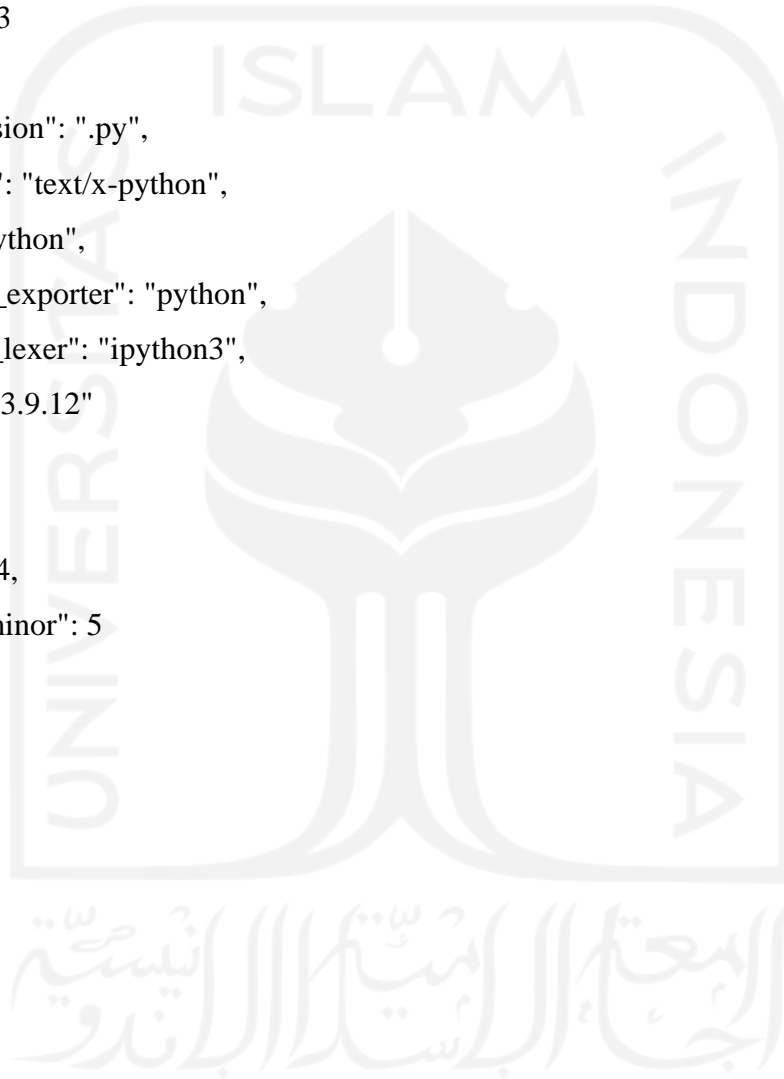 3
ISLAM
sion": ".py",
": "text/x-python",
ython",
_exporter": "python",
_lexer": "ipython3",
3.9.12"
4,
minor": 5
UNIVERSITAS
INDONESIA